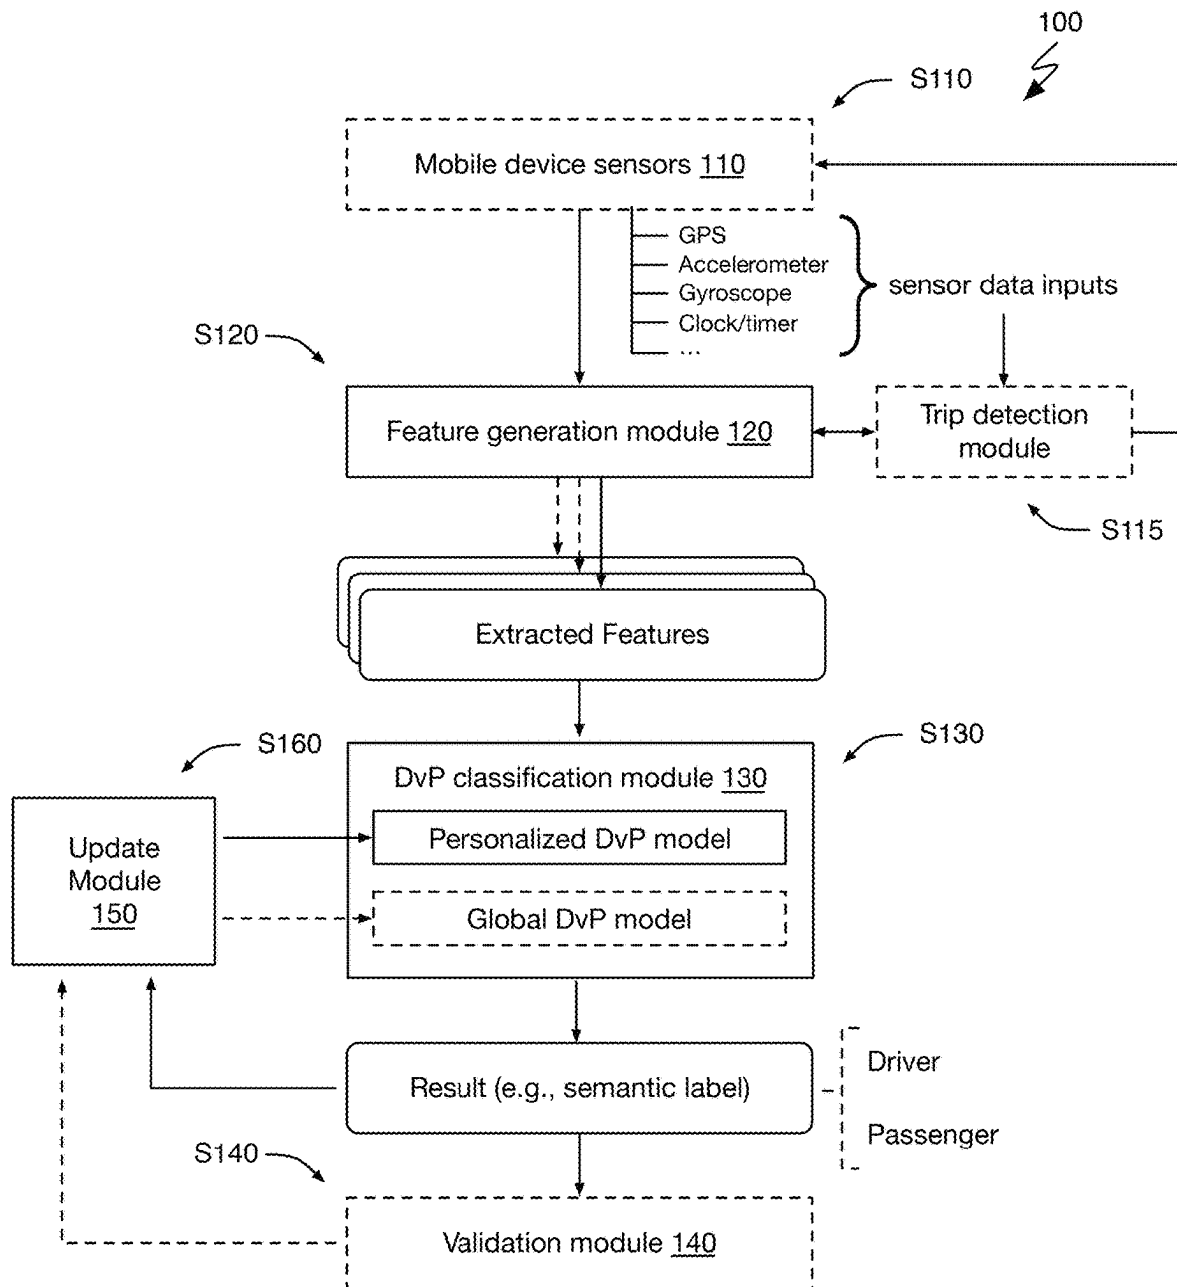 100
S110
Mobile device sensors 110
GPS
Accelerometer
Gyroscope
Clock/timer
...
sensor data inputs
S120
Feature generation module 120
Trip detection
module
S115
Extracted Features
S160
S130
DvP classification module 130
Personalized DvP model
Global DvP model
Update
Module
150
Result (e.g., semantic label)
Driver
Passenger
S140
Validation module 140